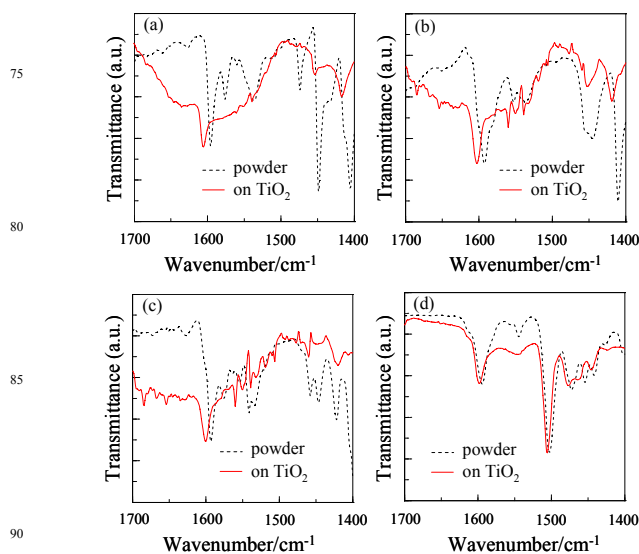 (a)
(b)
75
Transmittance (a.u.)
Transmittance (a.u.)
powder
on TiO2
powder
on TiO2
80
1700 1600 1500 1400
1700 1600 1500 1400
Wavenumber/cm-1
Wavenumber/cm-1
(c)
(d)
85
Transmittance (a.u.)
Transmittance (a.u.)
powder
on TiO2
powder
on TiO2
1700 1600 1500 1400
1700 1600 1500 1400
90
Wavenumber/cm-1
Wavenumber/cm-1